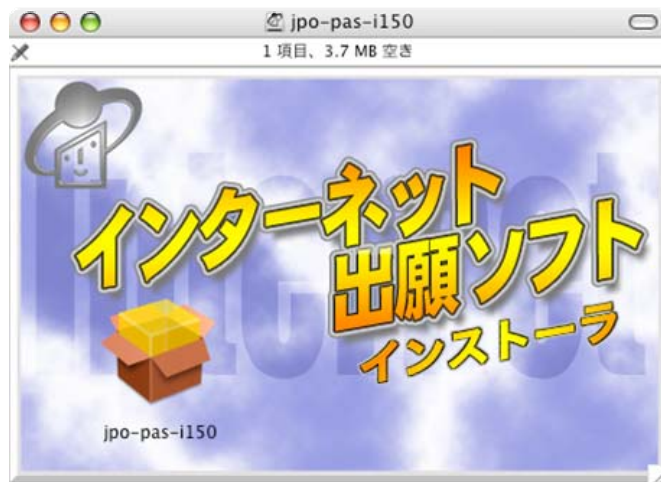 jpo-pas-i150
1 項目、3.7 MB 空き
Internet
インターネット
出願ソフト
インストーラ
jpo-pas-i150